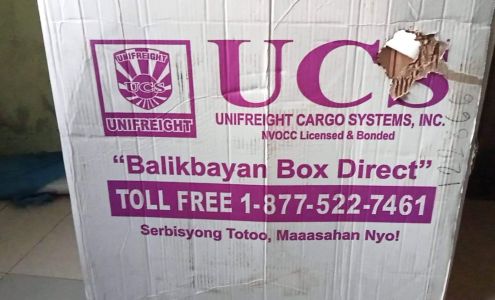 UNIFREIGHT
UCS
UNIFREIGHT
UCS
UNIFREIGHT CARGO SYSTEMS, INC.
NVOCC Licensed & Bonded
“Balikbayan Box Direct”
TOLL FREE 1-877-522-7461
Serbisyong Totoo, Maaasahan Nyo!